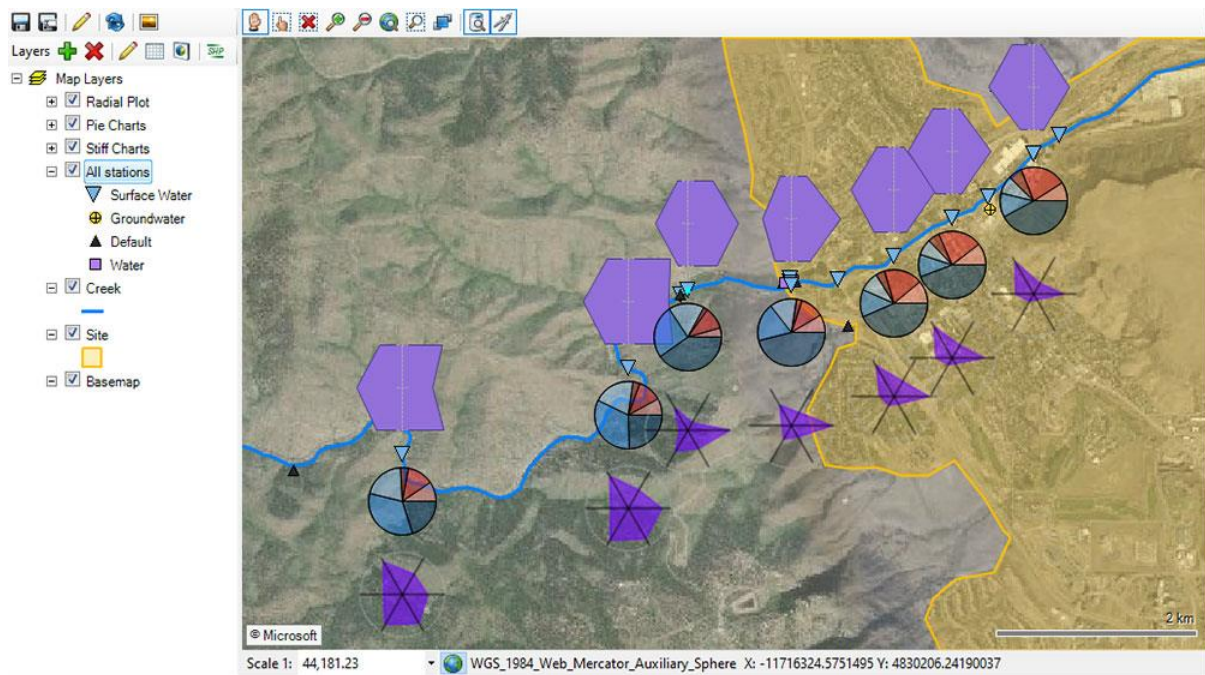 Layers
SHP
Map Layers
Radial Plot
Pie Charts
Stiff Charts
All stations
Surface Water
Groundwater
Default
Water
Creek
Site
Basemap
© Microsoft
2 km
Scale 1: 44,181.23 WGS_1984_Web_Mercator_Auxiliary_Sphere X: -11716324.5751495 Y: 4830206.24190037